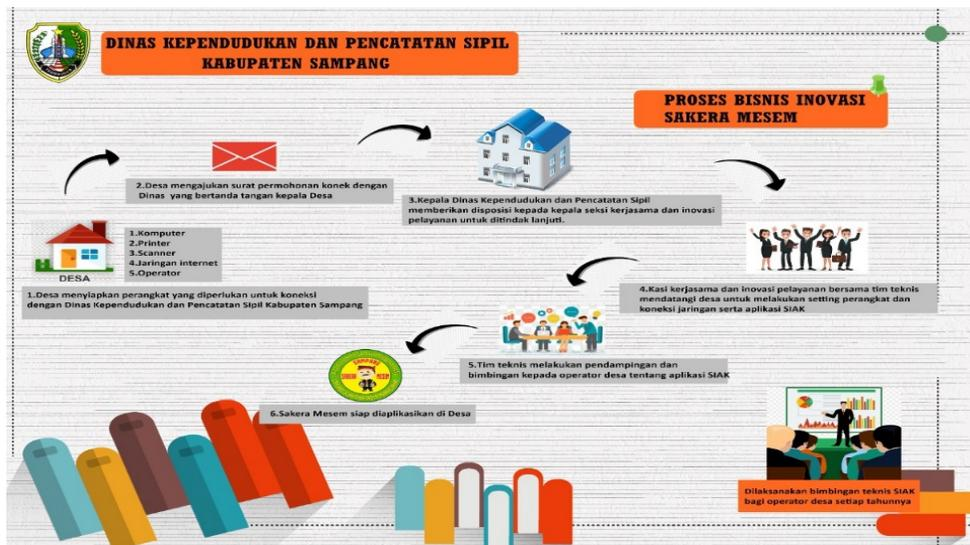 DINAS KEPENDUDUKAN DAN PENCATATAN SIPIL
KABUPATEN SAMPANG
PROSES BISNIS INOVASI
SAKERA MESEM
1.Komputer
2.Printer
3.Scanner
4.Jaringan internet
5.Operator
DESA
1.Desa menyiapkan perangkat yang diperlukan untuk koneksi
dengan Dinas Kependudukan dan Pencatatan Sipil Kabupaten Sampang
2.Desa mengajukan surat permohonan konek dengan
Dinas yang bertanda tangan kepala Desa
3.Kepala Dinas Kependudukan dan Pencatatan Sipil
memberikan disposisi kepada kepala seksi kerjasama dan inovasi
pelayanan untuk ditindak lanjuti.
4.Kasi kerjasama dan inovasi pelayanan bersama tim teknis
mendatangi desa untuk melakukan setting perangkat dan
koneksi jaringan serta aplikasi SIAK
5.Tim teknis melakukan pendampingan dan
bimbingan kepada operator desa tentang aplikasi SIAK
SAMPANG
SAKERA MESEM
6.Sakera Mesem siap diaplikasikan di Desa
Dilaksanakan bimbingan teknis SIAK
bagi operator desa setiap tahunnya